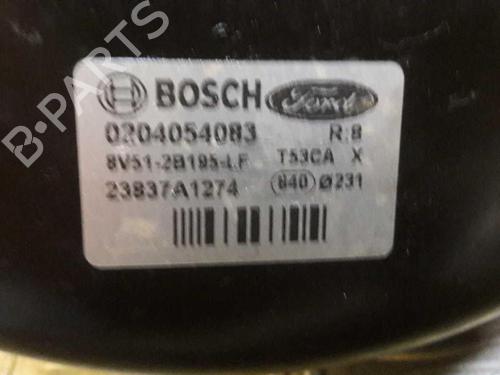 B-PARTS
BOSCH Ford
0204054083 R:8
8V51-2B195-LF T53CA X
23837A1274 840 Ø231